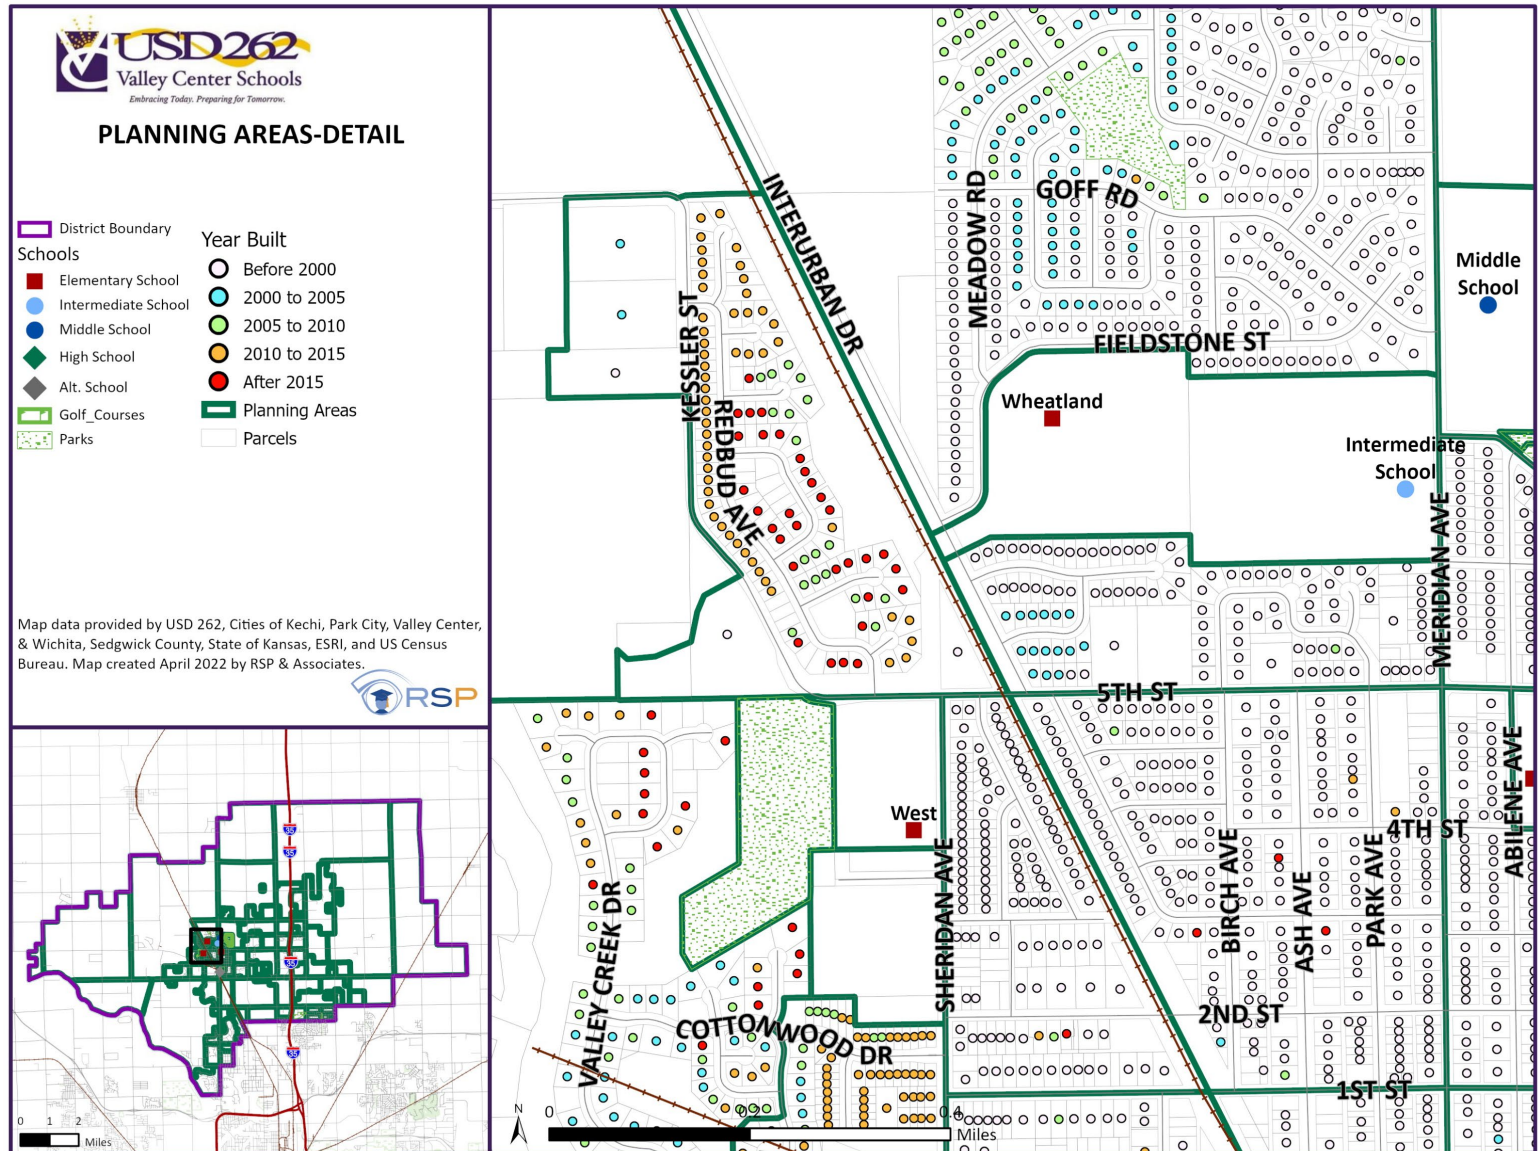 USD262
Valley Center Schools
Embracing Today. Preparing for Tomorrow.
PLANNING AREAS-DETAIL
District Boundary
Schools
Elementary School
Intermediate School
Middle School
High School
Alt. School
Golf_Courses
Parks
Year Built
Before 2000
2000 to 2005
2005 to 2010
2010 to 2015
After 2015
Planning Areas
Parcels
Map data provided by USD 262, Cities of Kechi, Park City, Valley Center,
& Wichita, Sedgwick County, State of Kansas, ESRI, and US Census
Bureau. Map created April 2022 by RSP & Associates.
RSP
35
35
35
35
0 1 2
Miles
INTERURBAN DR
MEADOW RD
GOFF RD
KESSLER ST
REDBUD AVE
FIELDSTONE ST
Middle
School
Wheatland
Intermediate
School
MERIDIAN AVE
5TH ST
West
SHERIDAN AVE
VALLEY CREEK DR
COTTONWOOD DR
BIRCH AVE
ASH AVE
PARK AVE
4TH ST
ABILENE AVE
2ND ST
1ST ST
N
0 0.2 0.4
Miles